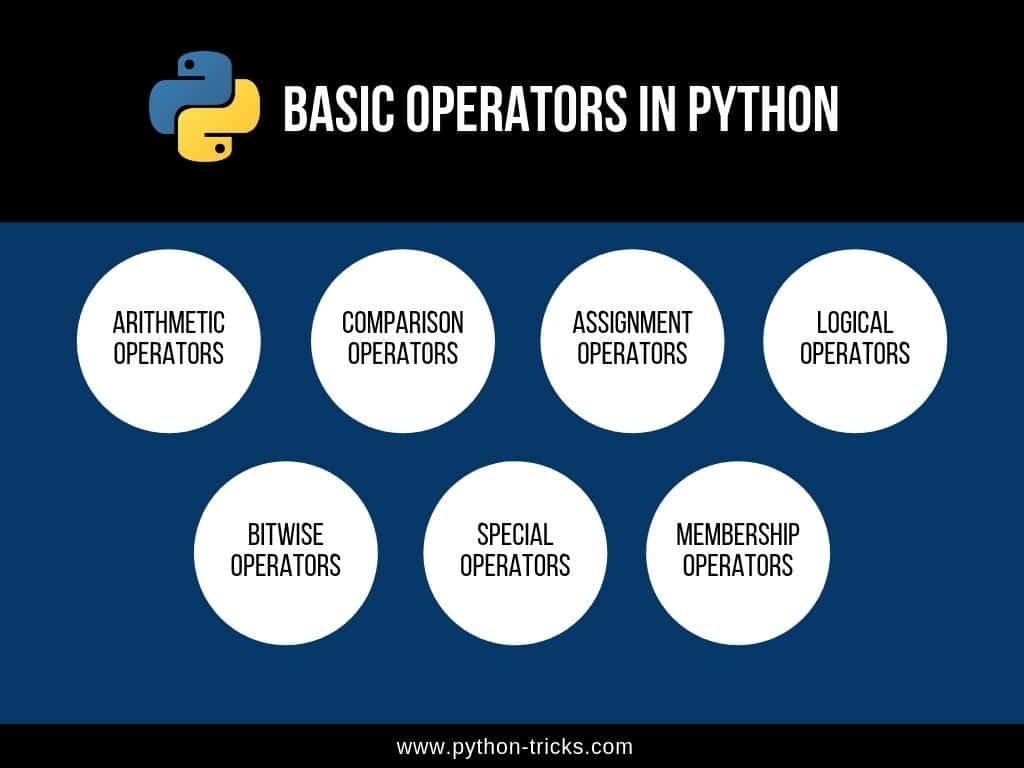 BASIC OPERATORS IN PYTHON
ARITHMETIC
OPERATORS
COMPARISON
OPERATORS
ASSIGNMENT
OPERATORS
LOGICAL
OPERATORS
BITWISE
OPERATORS
SPECIAL
OPERATORS
MEMBERSHIP
OPERATORS
www.python-tricks.com